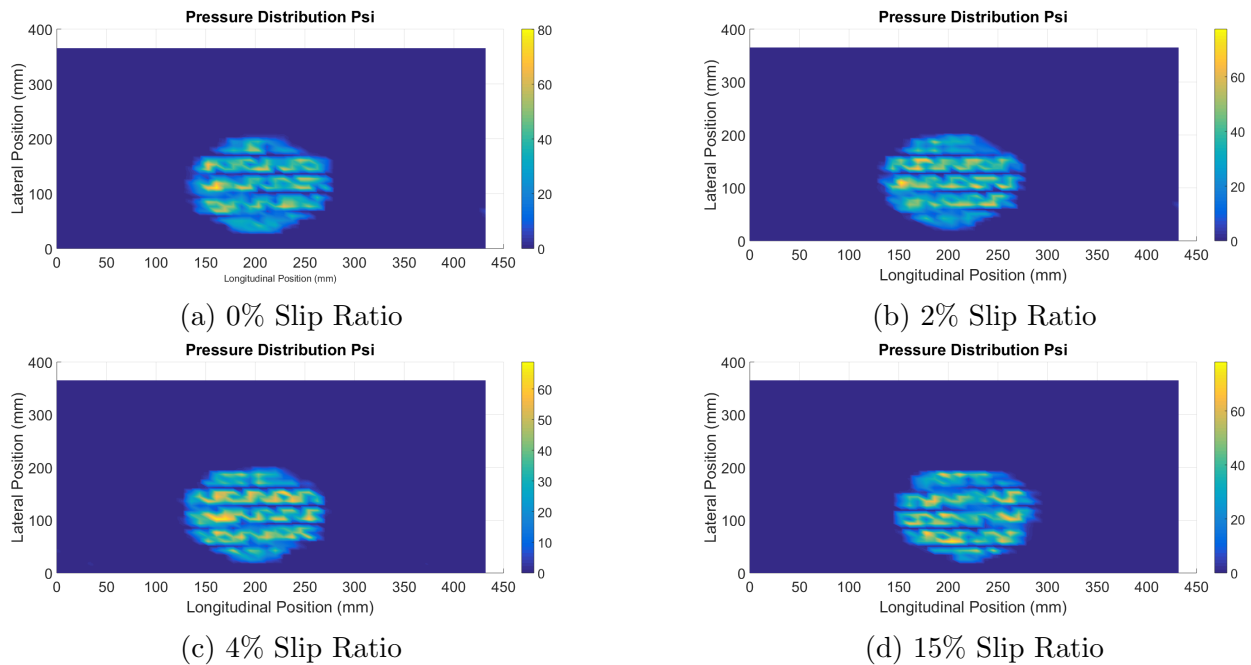 Pressure Distribution Psi
400
300
200
100
0
Lateral Position (mm)
0 50 100 150 200 250 300 350 400 450
Longitudinal Position (mm)
80
60
40
20
0
(a) 0% Slip Ratio
Pressure Distribution Psi
400
300
200
100
0
Lateral Position (mm)
0 50 100 150 200 250 300 350 400 450
Longitudinal Position (mm)
60
40
20
0
(b) 2% Slip Ratio
Pressure Distribution Psi
400
300
200
100
0
Lateral Position (mm)
0 50 100 150 200 250 300 350 400 450
Longitudinal Position (mm)
60
50
40
30
20
10
0
(c) 4% Slip Ratio
Pressure Distribution Psi
400
300
200
100
0
Lateral Position (mm)
0 50 100 150 200 250 300 350 400 450
Longitudinal Position (mm)
60
40
20
0
(d) 15% Slip Ratio